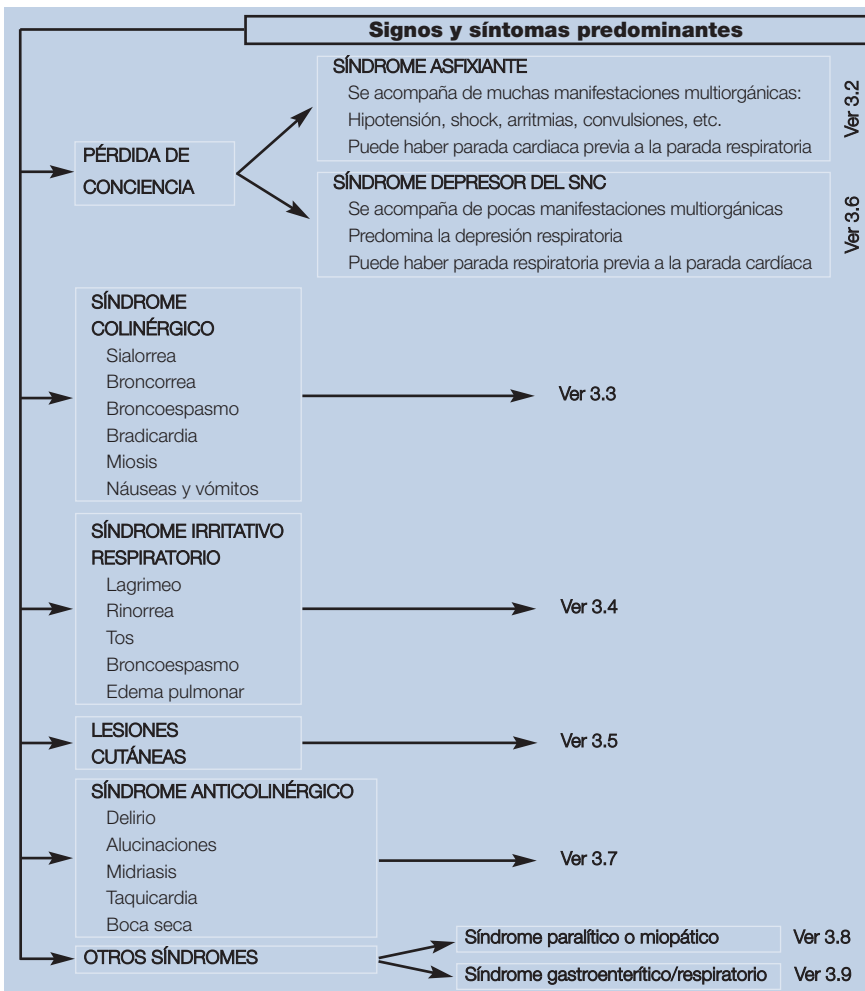 Signos y síntomas predominantes
PÉRDIDA DE
CONCIENCIA
SÍNDROME ASFIXIANTE
Se acompaña de muchas manifestaciones multiorgánicas:
Hipotensión, shock, arritmias, convulsiones, etc.
Puede haber parada cardiaca previa a la parada respiratoria
Ver 3.2
SÍNDROME DEPRESOR DEL SNC
Se acompaña de pocas manifestaciones multiorgánicas
Predomina la depresión respiratoria
Puede haber parada respiratoria previa a la parada cardíaca
Ver 3.6
SÍNDROME
COLINÉRGICO
Sialorrea
Broncorrea
Broncoespasmo
Bradicardia
Miosis
Náuseas y vómitos
Ver 3.3
SÍNDROME IRRITATIVO
RESPIRATORIO
Lagrimeo
Rinorrea
Tos
Broncoespasmo
Edema pulmonar
Ver 3.4
LESIONES
CUTÁNEAS
Ver 3.5
SÍNDROME ANTICOLINÉRGICO
Delirio
Alucinaciones
Midriasis
Taquicardia
Boca seca
Ver 3.7
OTROS SÍNDROMES
Síndrome paralítico o miopático
Ver 3.8
Síndrome gastroenterítico/respiratorio
Ver 3.9